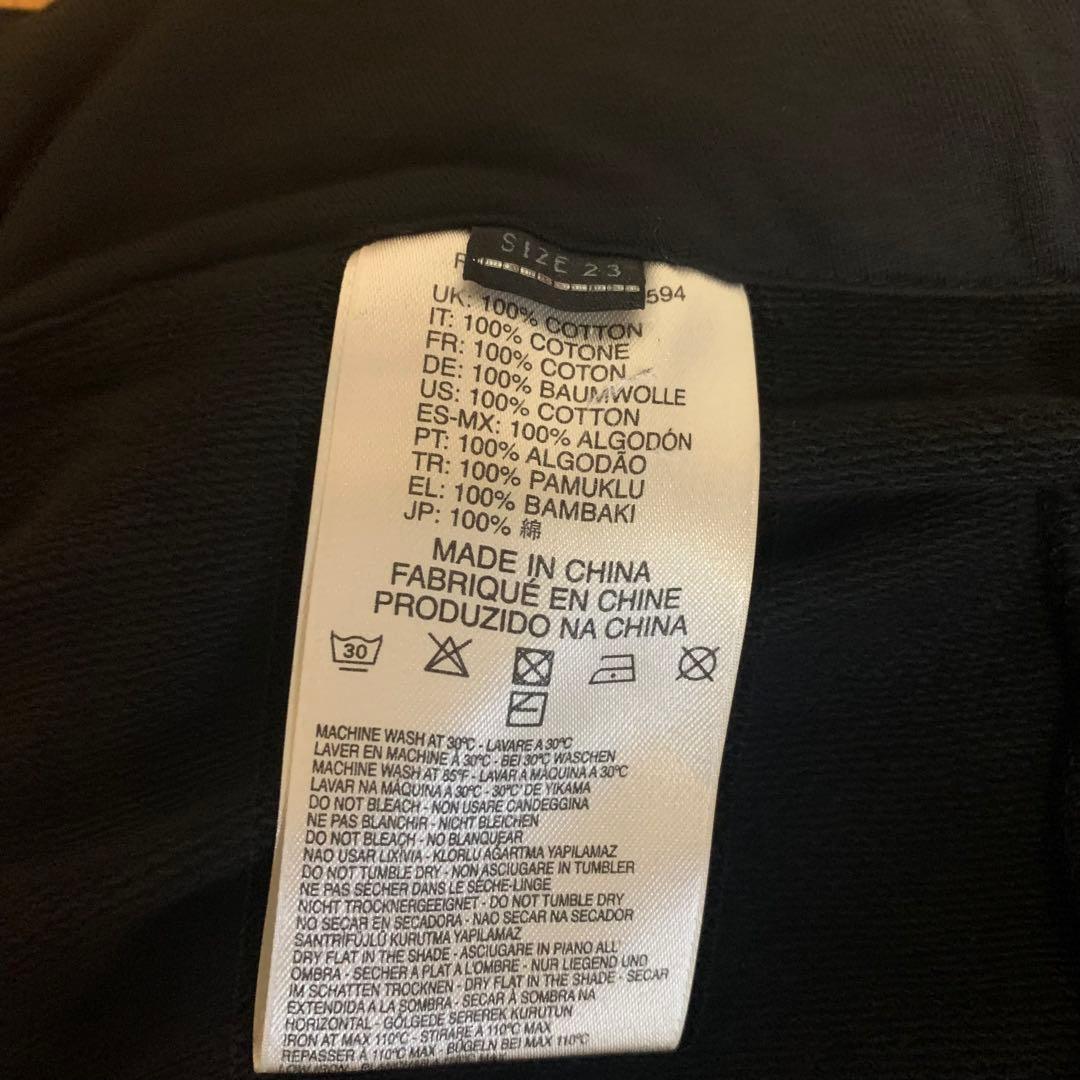 SIZE 23
R 594
UK: 100% COTTON
IT: 100% COTONE
FR: 100% COTON
DE: 100% BAUMWOLLE
US: 100% COTTON
ES-MX: 100% ALGODÓN
PT: 100% ALGODÃO
TR: 100% PAMUKLU
EL: 100% BAMBAKI
JP: 100% 綿
MADE IN CHINA
FABRIQUÉ EN CHINE
PRODUZIDO NA CHINA
30
MACHINE WASH AT 30°C - LAVARE A 30°C
LAVER EN MACHINE À 30°C - BEI 30°C WASCHEN
MACHINE WASH AT 85°F - LAVAR A MÁQUINA A 30°C
LAVAR NA MÁQUINA A 30°C - 30°C' DE YIKAMA
DO NOT BLEACH - NON USARE CANDEGGINA
NE PAS BLANCHIR - NICHT BLEICHEN
DO NOT BLEACH - NO BLANQUEAR
NÃO USAR LIXÍVIA - KLORLU AĞARTMA YAPILAMAZ
DO NOT TUMBLE DRY - NON ASCIUGARE IN TUMBLER
NE PAS SÉCHER DANS LE SÈCHE-LINGE
NICHT TROCKNERGEEIGNET - DO NOT TUMBLE DRY
NO SECAR EN SECADORA - NAO SECAR NA SECADOR
SANTRİFÜJLÜ KURUTMA YAPILAMAZ
DRY FLAT IN THE SHADE - ASCIUGARE IN PIANO ALL'
OMBRA - SÉCHER A PLAT A L'OMBRE - NUR LIEGEND UND
IM SCHATTEN TROCKNEN - DRY FLAT IN THE SHADE - SECAR
EXTENDIDA A LA SOMBRA - SECAR À SOMBRA NA
HORIZONTAL - GÖLGEDE SEREREK KURUTUN
IRON AT MAX 110°C - STIRARE A 110°C MAX
REPASSER À 110°C MAX - BÜGELN BEI MAX 110°C